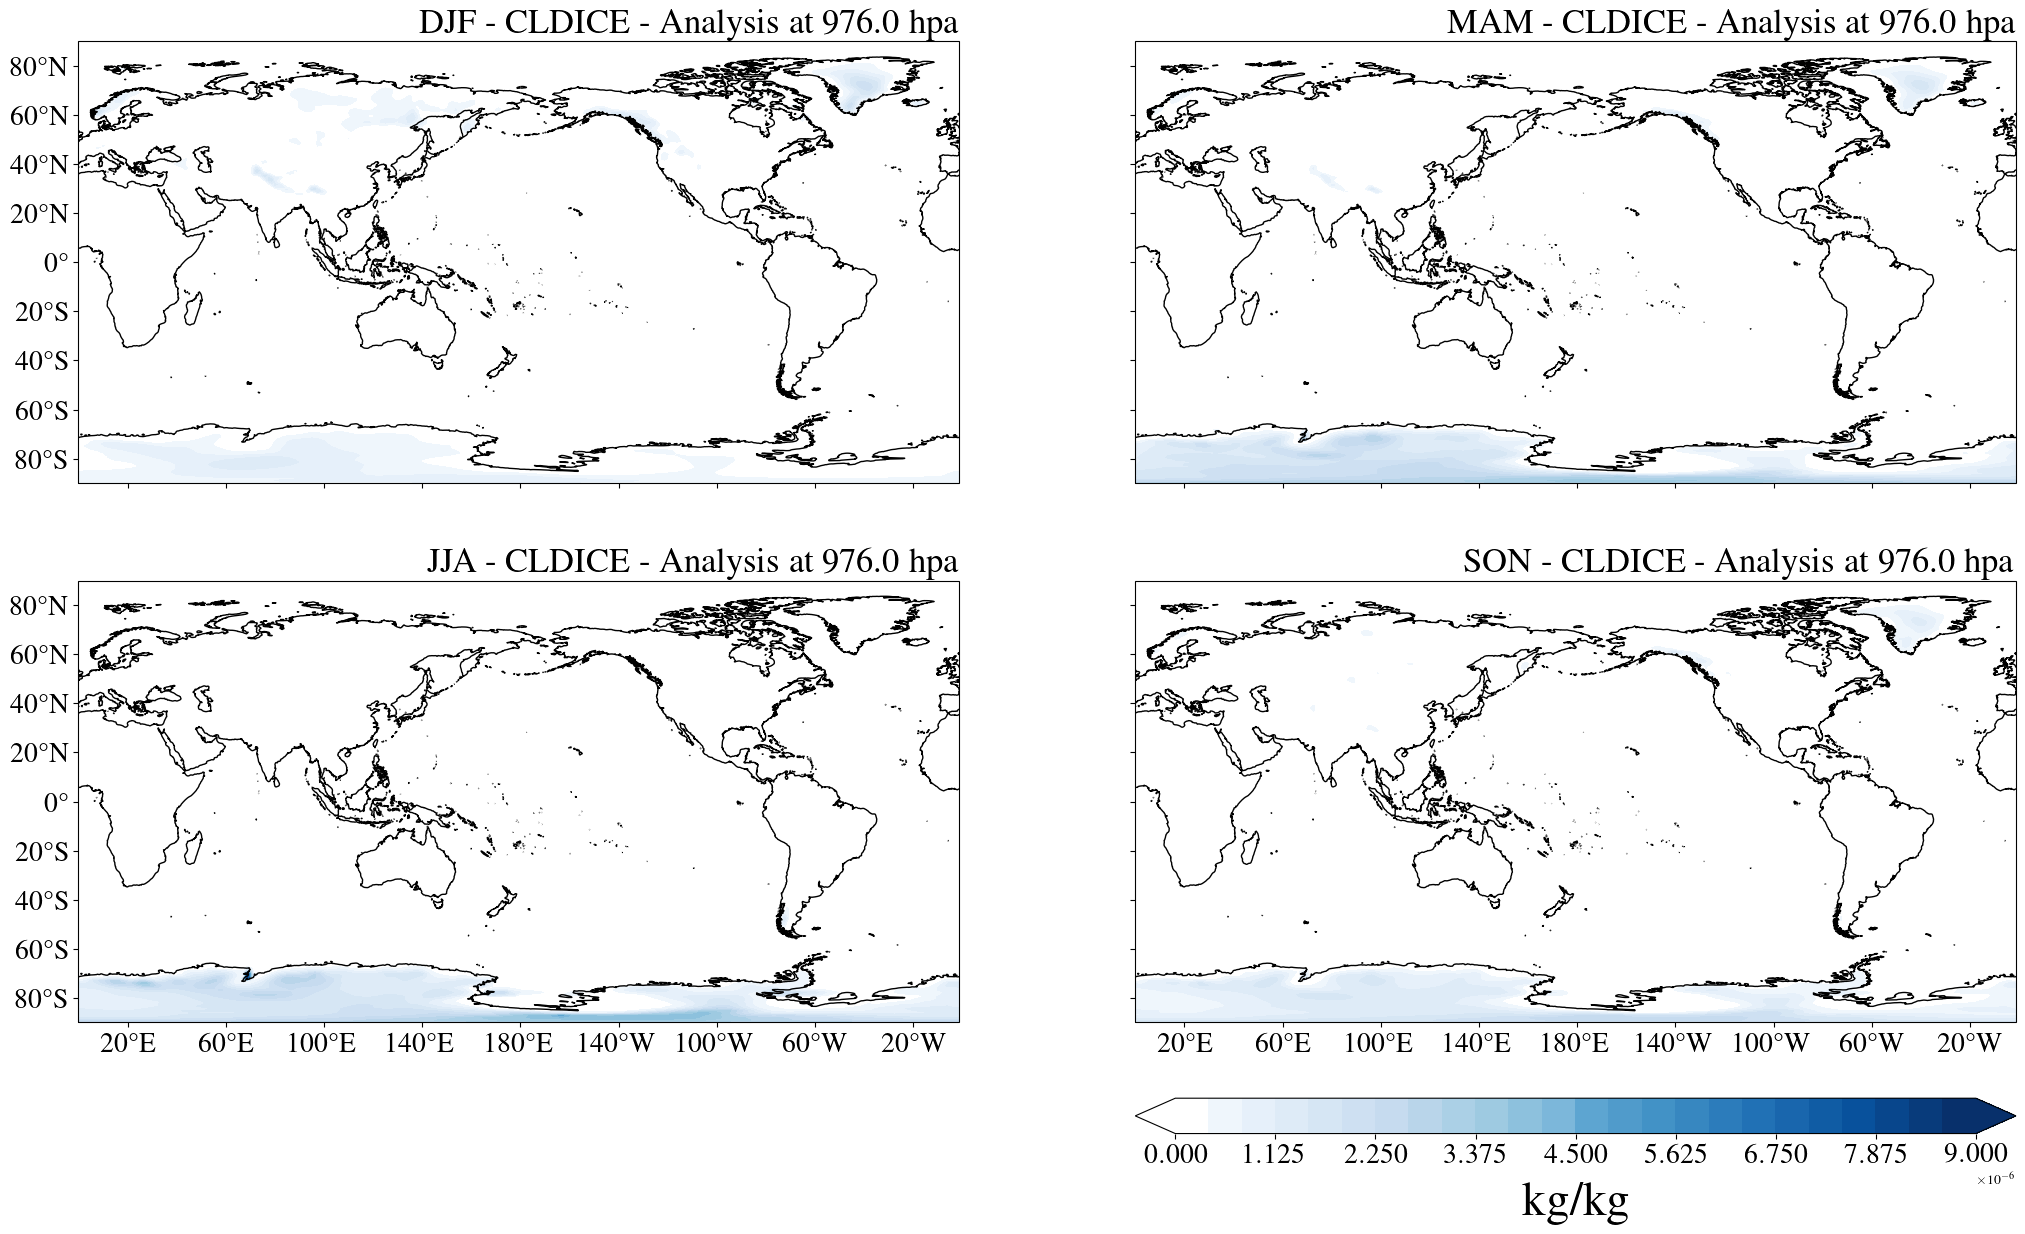 DJF - CLDICE - Analysis at 976.0 hpa
MAM - CLDICE - Analysis at 976.0 hpa
80°N
60°N
40°N
20°N
0°
20°S
40°S
60°S
80°S
JJA - CLDICE - Analysis at 976.0 hpa
SON - CLDICE - Analysis at 976.0 hpa
80°N
60°N
40°N
20°N
0°
20°S
40°S
60°S
80°S
20°E 60°E 100°E 140°E 180°E 140°W 100°W 60°W 20°W
20°E 60°E 100°E 140°E 180°E 140°W 100°W 60°W 20°W
0.000 1.125 2.250 3.375 4.500 5.625 6.750 7.875 9.000
×10⁻⁶
kg/kg